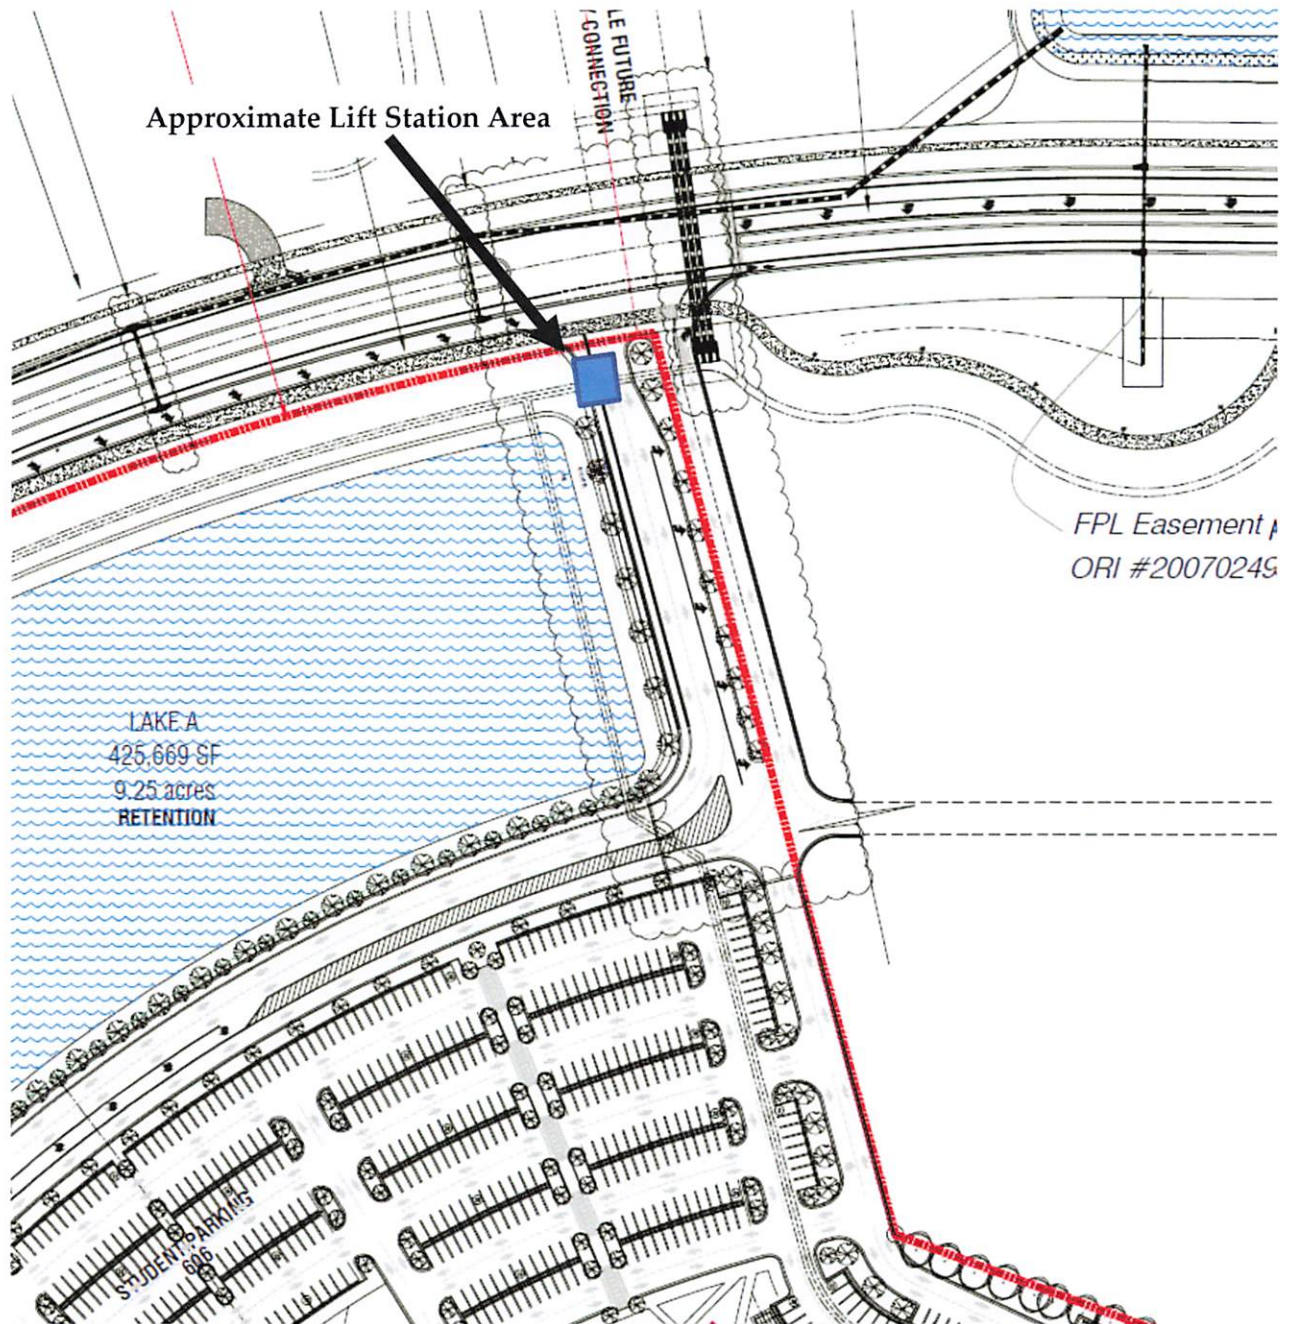 LE FUTURE
Y CONNECTION
Approximate Lift Station Area
FPL Easement
ORI #20070249
LAKE A
425,669 SF
9.25 acres
RETENTION
STUDENT PARKING
606